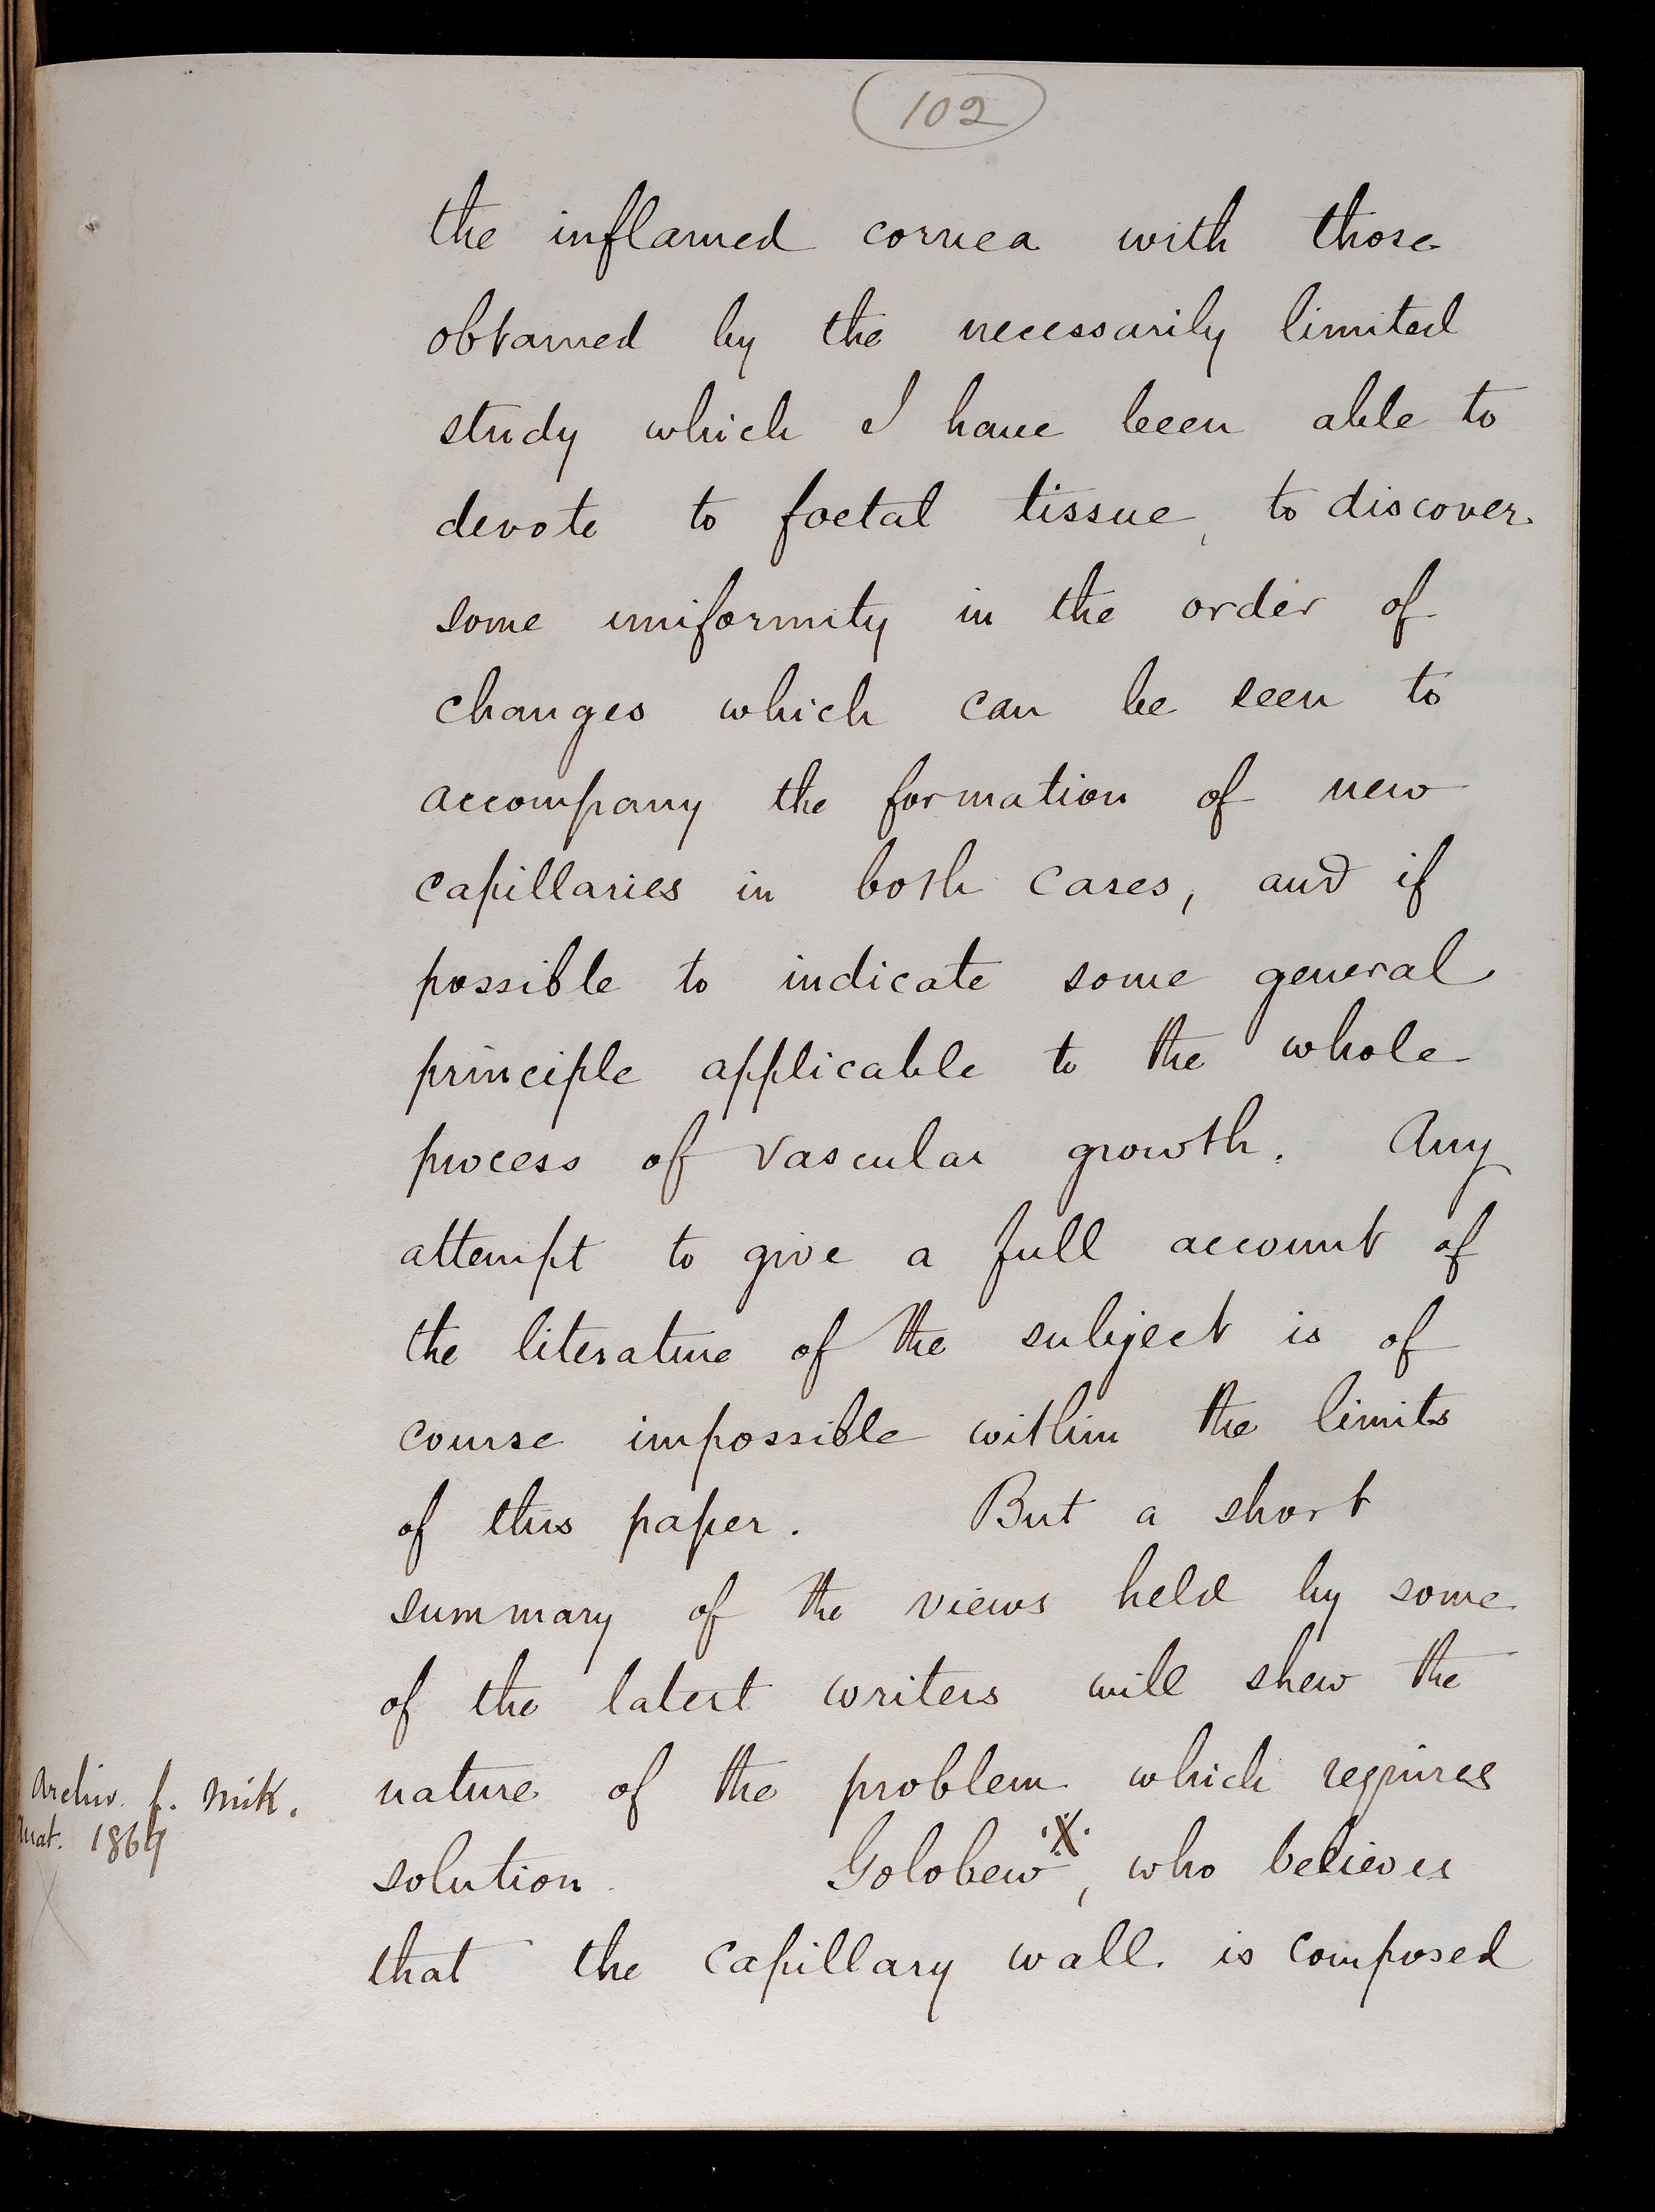 102
the inflamed cornea with those
obtained by the necessarily limited
study which I have been able to
devote to foetal tissue, to discover
some uniformity in the order of
changes which can be seen to
accompany the formation of new
capillaries in both cases, and if
possible to indicate some general
principle applicable to the whole
process of vascular growth. Any
attempt to give a full account of
the literature of the subject is of
course impossible within the limits
of this paper. But a short
summary of the views held by some
of the latest writers will shew the
nature of the problem which requires
solution. Golobew X, who believes
that the capillary wall is composed
Archiv. f. Mik.
Anat. 1869
X